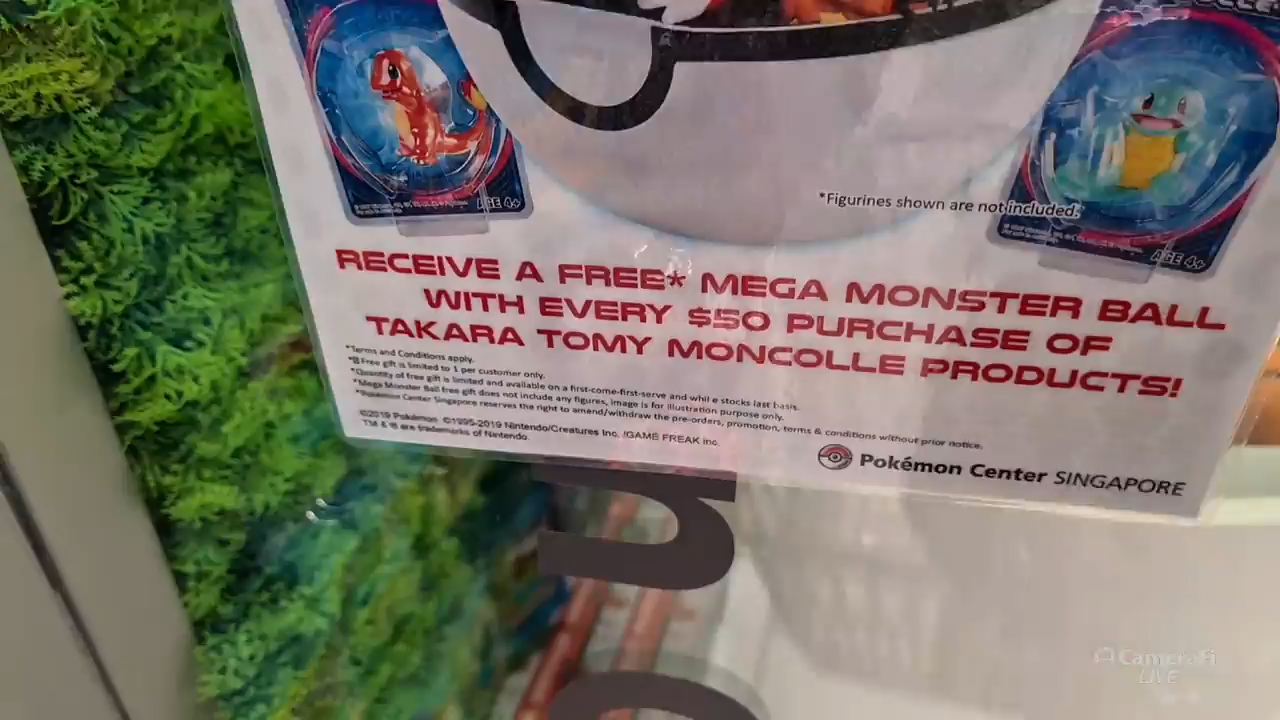 AGE 4+
*Figurines shown are not included.
AGE 4+
RECEIVE A FREE* MEGA MONSTER BALL
WITH EVERY $50 PURCHASE OF
TAKARA TOMY MONCOLLE PRODUCTS!
*Terms and Conditions apply.
Free gift is limited to 1 per customer only.
*Quantity of free gift is limited and available on a first-come-first-serve and while stocks last basis.
*Mega Monster Ball free gift does not include any figures, image is for illustration purpose only.
*Pokémon Center Singapore reserves the right to amend/withdraw the pre-orders, promotion, terms & conditions without prior notice.
©2019 Pokémon ©1995-2019 Nintendo/Creatures Inc. /GAME FREAK inc.
TM & ® are trademarks of Nintendo.
Pokémon Center SINGAPORE
n
CameraFi
LIVE